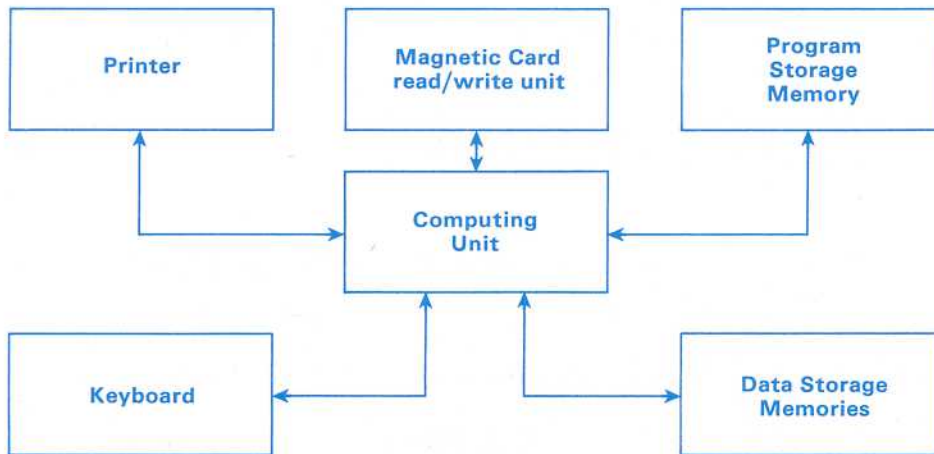 Printer
Magnetic Card
read/write unit
Program
Storage
Memory
Computing
Unit
Keyboard
Data Storage
Memories